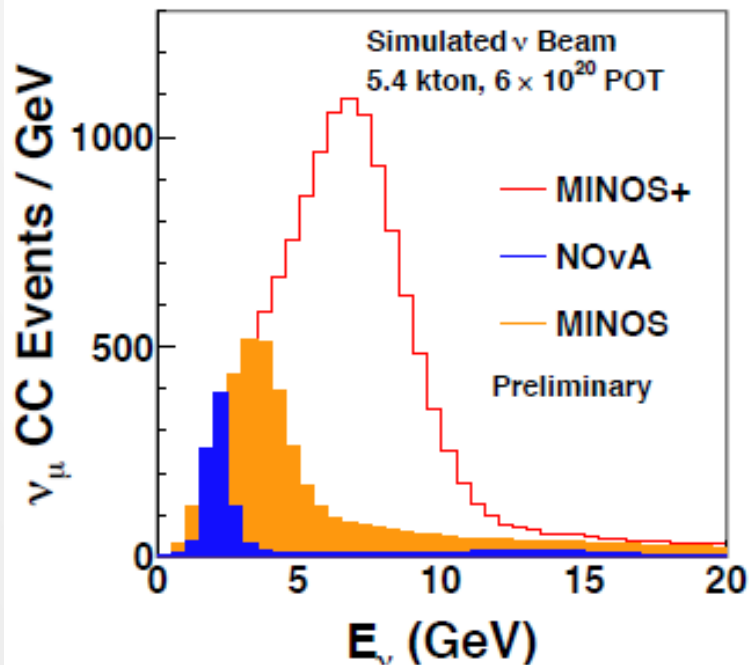 Simulated ν Beam
5.4 kton, 6 × 10²⁰ POT
1000
500
0
MINOS+
NOνA
MINOS
Preliminary
0 5 10 15 20
E_ν (GeV)
ν_μ CC Events / GeV